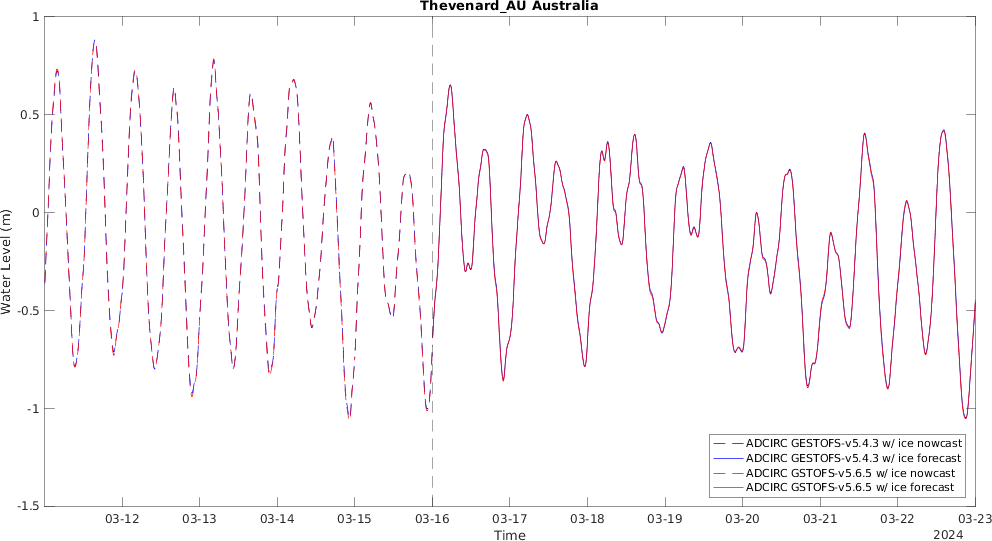 Thevenard_AU Australia
1
0.5
0
-0.5
-1
-1.5
Water Level (m)
ADCIRC GESTOFS-v5.4.3 w/ ice nowcast
ADCIRC GESTOFS-v5.4.3 w/ ice forecast
ADCIRC GSTOFS-v5.6.5 w/ ice nowcast
ADCIRC GSTOFS-v5.6.5 w/ ice forecast
03-12 03-13 03-14 03-15 03-16 03-17 03-18 03-19 03-20 03-21 03-22 03-23
Time
2024